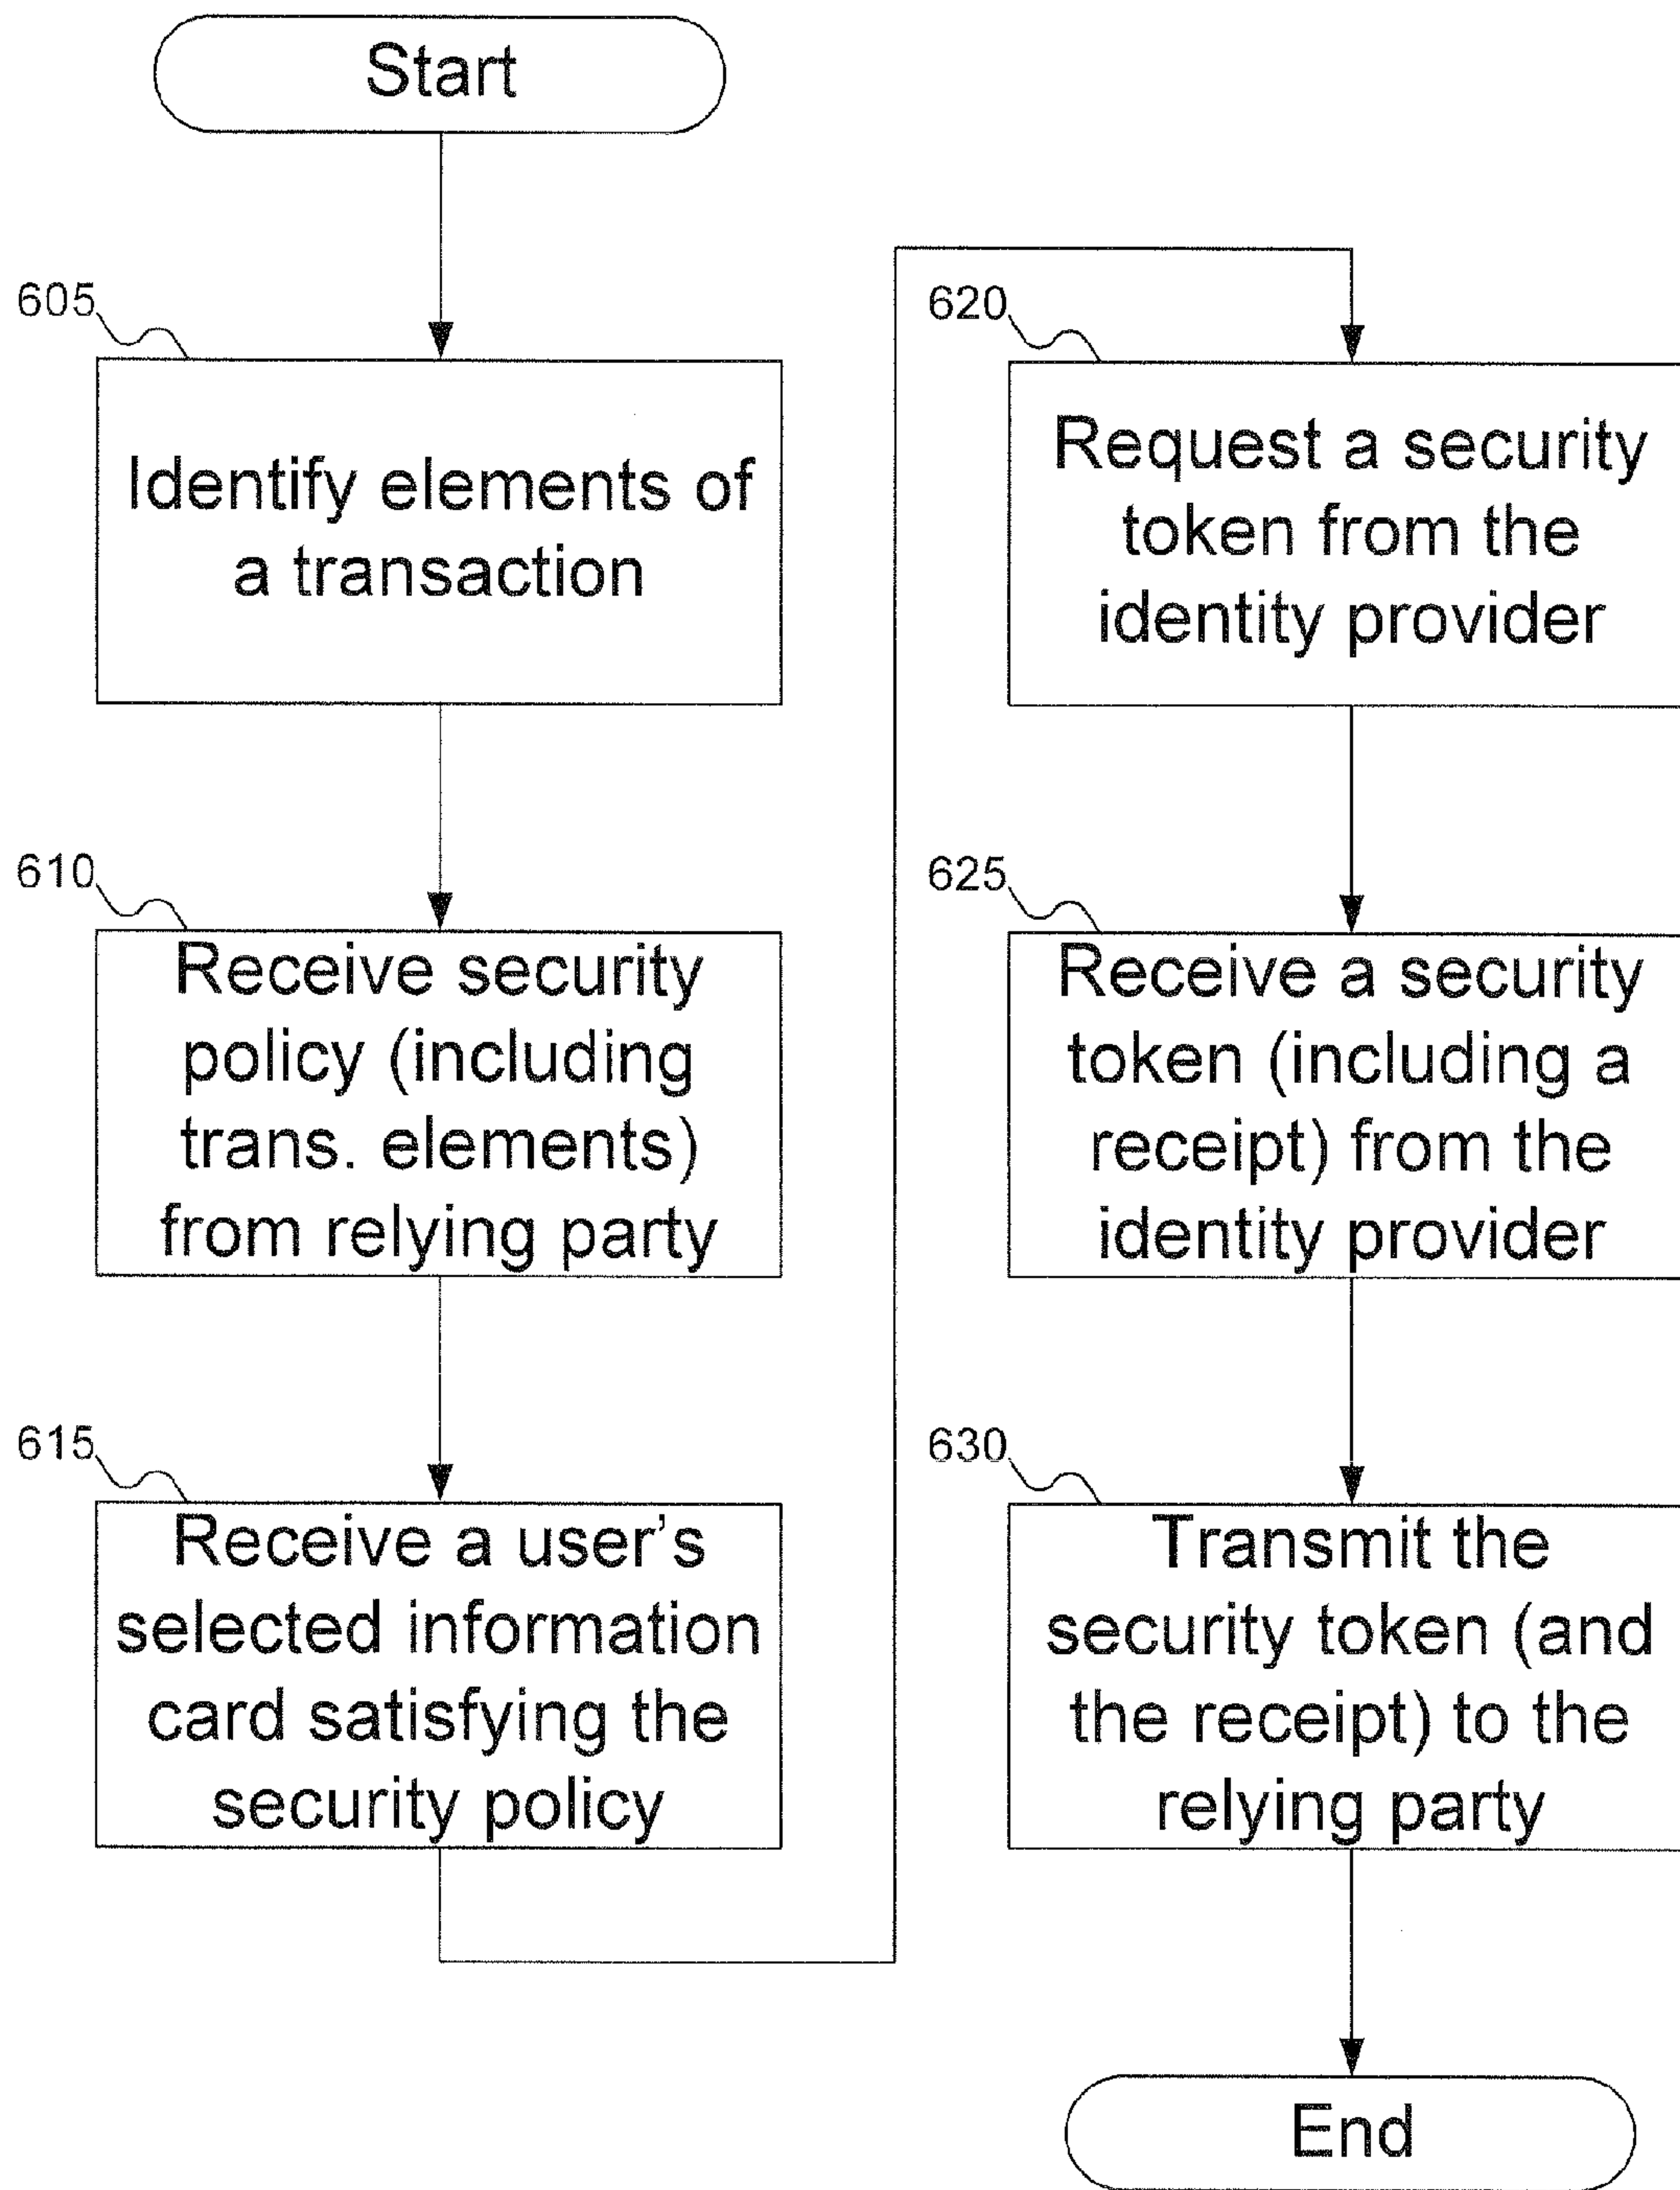 Start
605
Identify elements of
a transaction
610
Receive security
policy (including
trans. elements)
from relying party
615
Receive a user's
selected information
card satisfying the
security policy
620
Request a security
token from the
identity provider
625
Receive a security
token (including a
receipt) from the
identity provider
630
Transmit the
security token (and
the receipt) to the
relying party
End